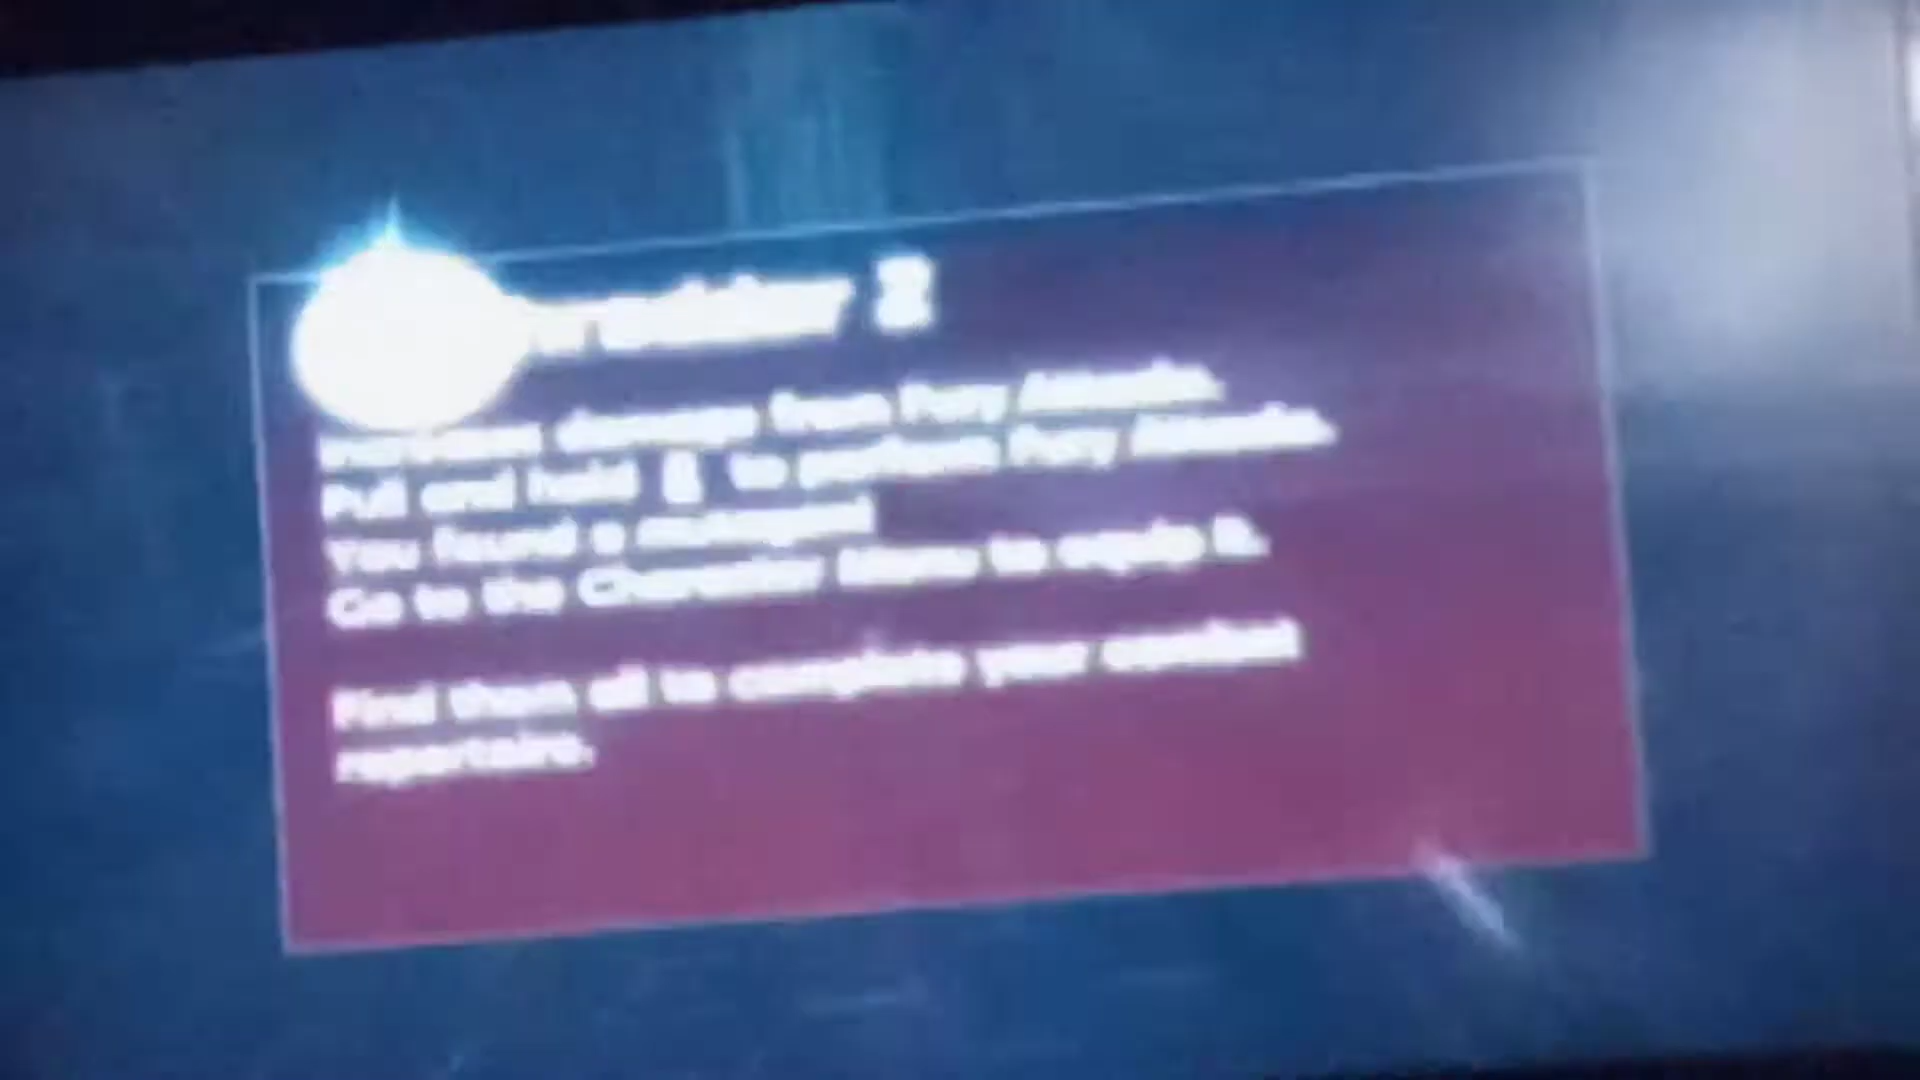 damage from Fury Attacks.
Pull and hold to perform Fury Attacks.
You found a mutagen!
Go to the Character Menu to equip it.
Find them all to complete your combat
repertoire.